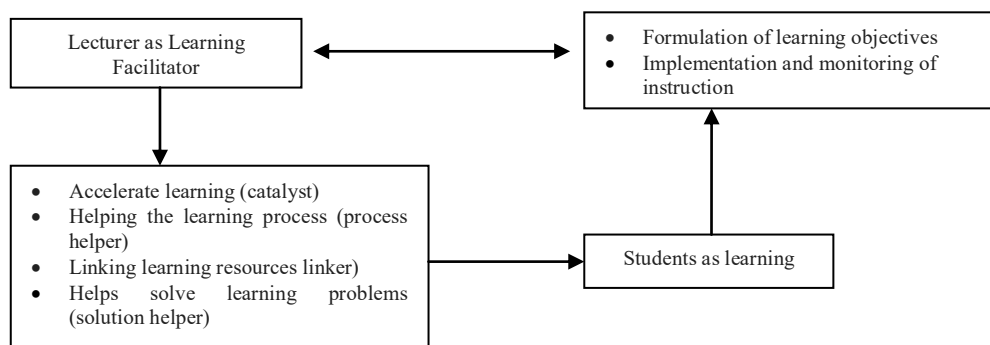 Lecturer as Learning
Facilitator
• Formulation of learning objectives
• Implementation and monitoring of
instruction
• Accelerate learning (catalyst)
• Helping the learning process (process
helper)
• Linking learning resources linker)
• Helps solve learning problems
(solution helper)
Students as learning